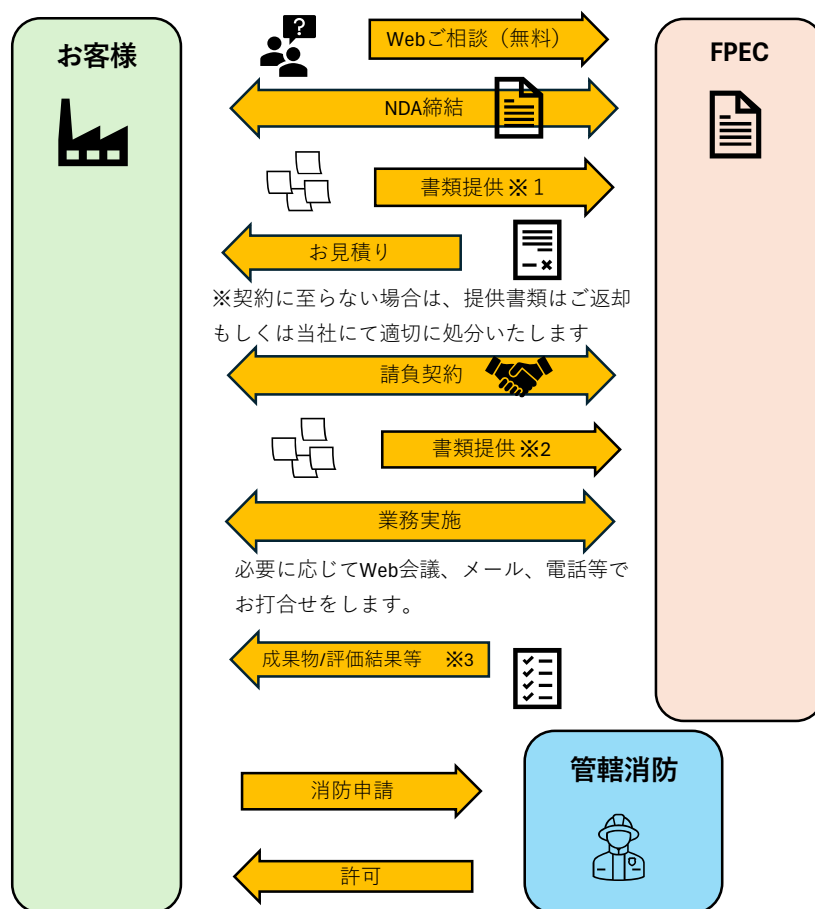 お客様
FPEC
?
Webご相談（無料）
NDA締結
書類提供※１
お見積り
※契約に至らない場合は、提供書類はご返却
もしくは当社にて適切に処分いたします
請負契約
書類提供※2
業務実施
必要に応じてWeb会議、メール、電話等で
お打合せをします。
成果物/評価結果等　※3
管轄消防
消防申請
許可